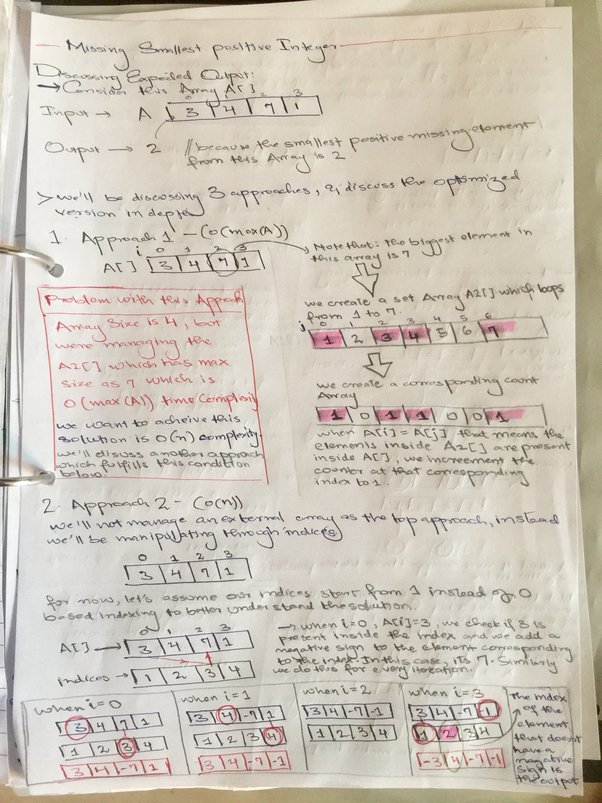 Missing Smallest positive Integer
Discussing Expected Output:
→ Consider this Array A[]
0 1 2 3
Input → A 3 4 7 1
Output → 2 // because the smallest positive missing element
from this Array is 2
> we'll be discussing 3 approaches, & discuss the optimized
version in depth
1. Approach 1 - (O(max(A))
i 0 1 2 3
A[] 3 4 7 1
Note that: the biggest element in
this array is 7
Problem with this Approach
Array Size is 4, but
we're managing the
A2[] which has max
size as 7 which is
O(max(A)) time complexity
we want to acheive this
solution is O(n) complexity
we'll discuss another approach
which fulfills this condition
below:
we create a set Array A2[] which loops
from 1 to 7.
j 0 1 2 3 4 5 6
1 2 3 4 5 6 7
we create a corresponding count
Array
1 0 1 1 0 0 1
when A[i] = A[j] that means the
elements inside A2[] are present
inside A[], we increement the
counter at that corresponding
index to 1.
2. Approach 2 - (O(n))
we'll not manage an external array as the top approach, instead
we'll be manipullating through indices
0 1 2 3
3 4 7 1
for now, let's assume our indices start from 1 instead of 0
based indexing to better understand the solution.
0 1 2 3
A[] → 3 4 7 1
indices → 1 2 3 4
→ when i=0, A[i]=3, we check if 3 is
present inside the index and we add a
negative sign to the element corresponding
to the index. In this case, its 7. Similarly
we do this for every iteration.
when i=0
3 4 7 1
1 2 3 4
3 4 -7 1
when i=1
3 4 -7 1
1 2 3 4
3 4 -7 -1
when i=2
3 4 -7 -1
1 2 3 4
when i=3
3 4 -7 1
1 2 3 4
-3 4 -7 -1
The index
of the
element
that doesnt
have a
negative
sign is
the output